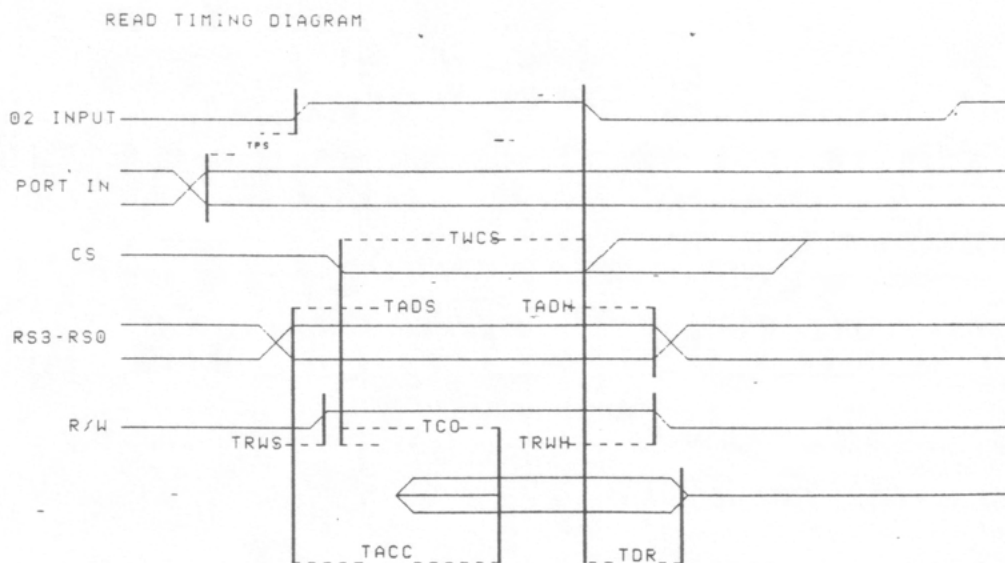 READ TIMING DIAGRAM
02 INPUT
TPS
PORT IN
TWCS
CS
TADS TADH
RS3-RS0
R/W
TCO
TRWS TRWH
TACC TDR